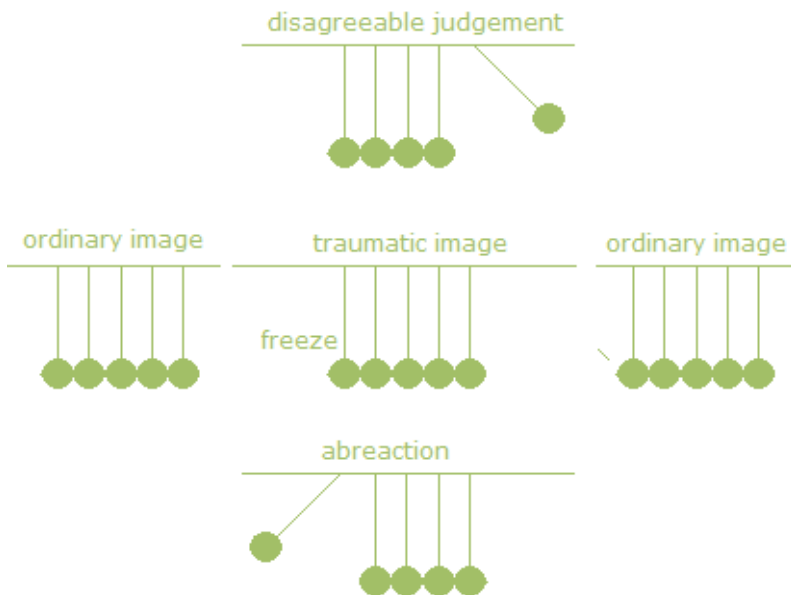 disagreeable judgement
ordinary image
traumatic image
ordinary image
freeze
abreaction